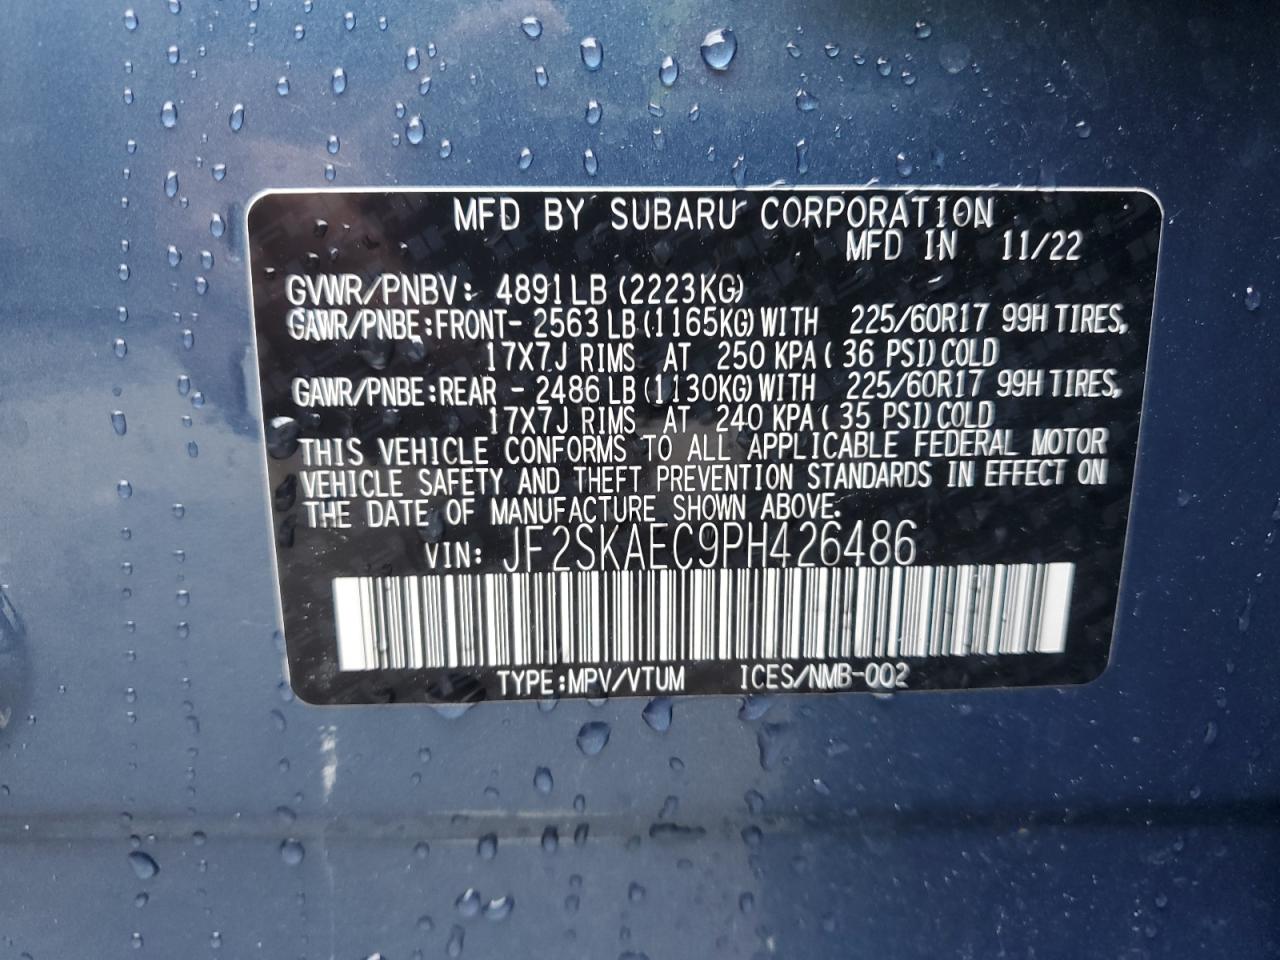 MFD BY SUBARU CORPORATION
MFD IN 11/22
GVWR/PNBV: 4891LB (2223KG)
GAWR/PNBE:FRONT- 2563 LB (1165KG) WITH 225/60R17 99H TIRES,
17X7J RIMS AT 250 KPA ( 36 PSI) COLD
GAWR/PNBE:REAR - 2486 LB (1130KG) WITH 225/60R17 99H TIRES,
17X7J RIMS AT 240 KPA ( 35 PSI) COLD
THIS VEHICLE CONFORMS TO ALL APPLICABLE FEDERAL MOTOR
VEHICLE SAFETY AND THEFT PREVENTION STANDARDS IN EFFECT ON
THE DATE OF MANUFACTURE SHOWN ABOVE.
VIN: JF2SKAEC9PH426486
TYPE:MPV/VTUM ICES/NMB-002